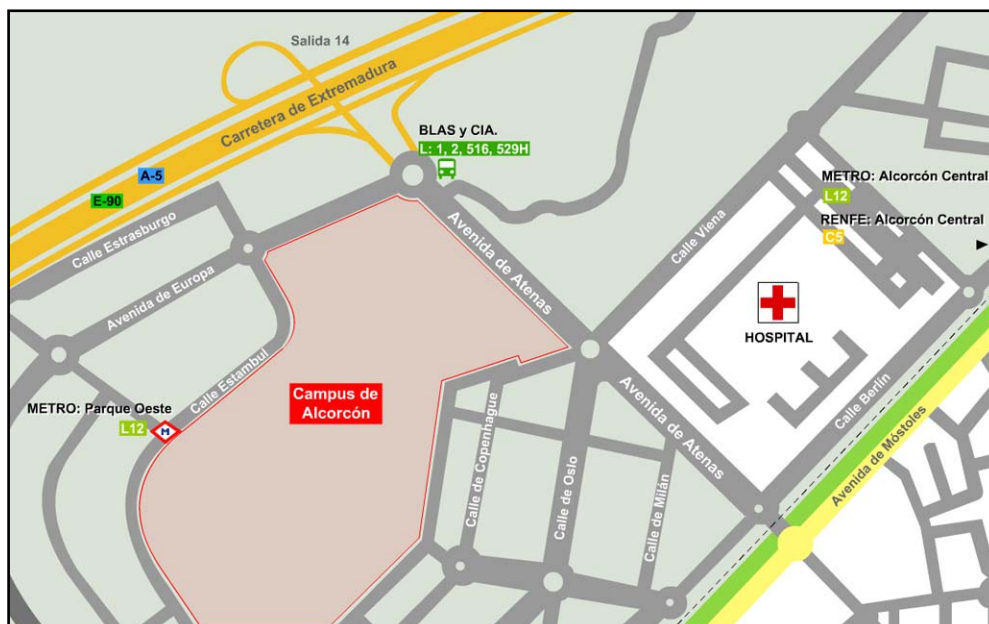 Salida 14
Carretera de Extremadura
BLAS y CIA.
L: 1, 2, 516, 529H
A-5
E-90
METRO: Alcorcón Central
L12
RENFE: Alcorcón Central
C5
Calle Estrasburgo
Avenida de Atenas
Calle Viena
Avenida de Europa
HOSPITAL
Calle Estambul
Campus de
Alcorcón
METRO: Parque Oeste
L12
M
Calle de Copenhague
Avenida de Atenas
Calle Berlín
Avenida de Móstoles
Calle de Oslo
Calle de Milán